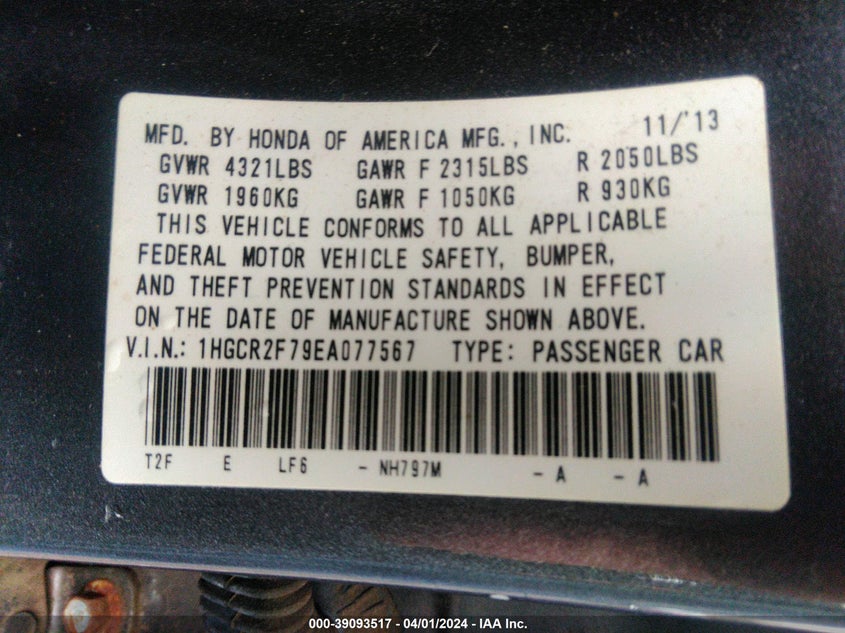 MFD. BY HONDA OF AMERICA MFG., INC. 11/'13
GVWR 4321LBS GAWR F 2315LBS R 2050LBS
GVWR 1960KG GAWR F 1050KG R 930KG
THIS VEHICLE CONFORMS TO ALL APPLICABLE
FEDERAL MOTOR VEHICLE SAFETY, BUMPER,
AND THEFT PREVENTION STANDARDS IN EFFECT
ON THE DATE OF MANUFACTURE SHOWN ABOVE.
V.I.N.: 1HGCR2F79EA077567 TYPE: PASSENGER CAR
T2F E LF6 - NH797M - A - A
000-39093517 - 04/01/2024 - IAA Inc.